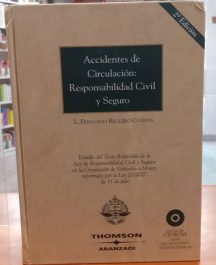 2ª Edición
Accidentes de
Circulación:
Responsabilidad Civil
y Seguro
L. Fernando Reglero Campos
Estudio del Texto Refundido de la
Ley de Responsabilidad Civil y Seguro
en la Circulación de Vehículos a Motor,
reformado por la Ley 21/2007,
de 11 de julio
CD-ROM
THOMSON
ARANZADI